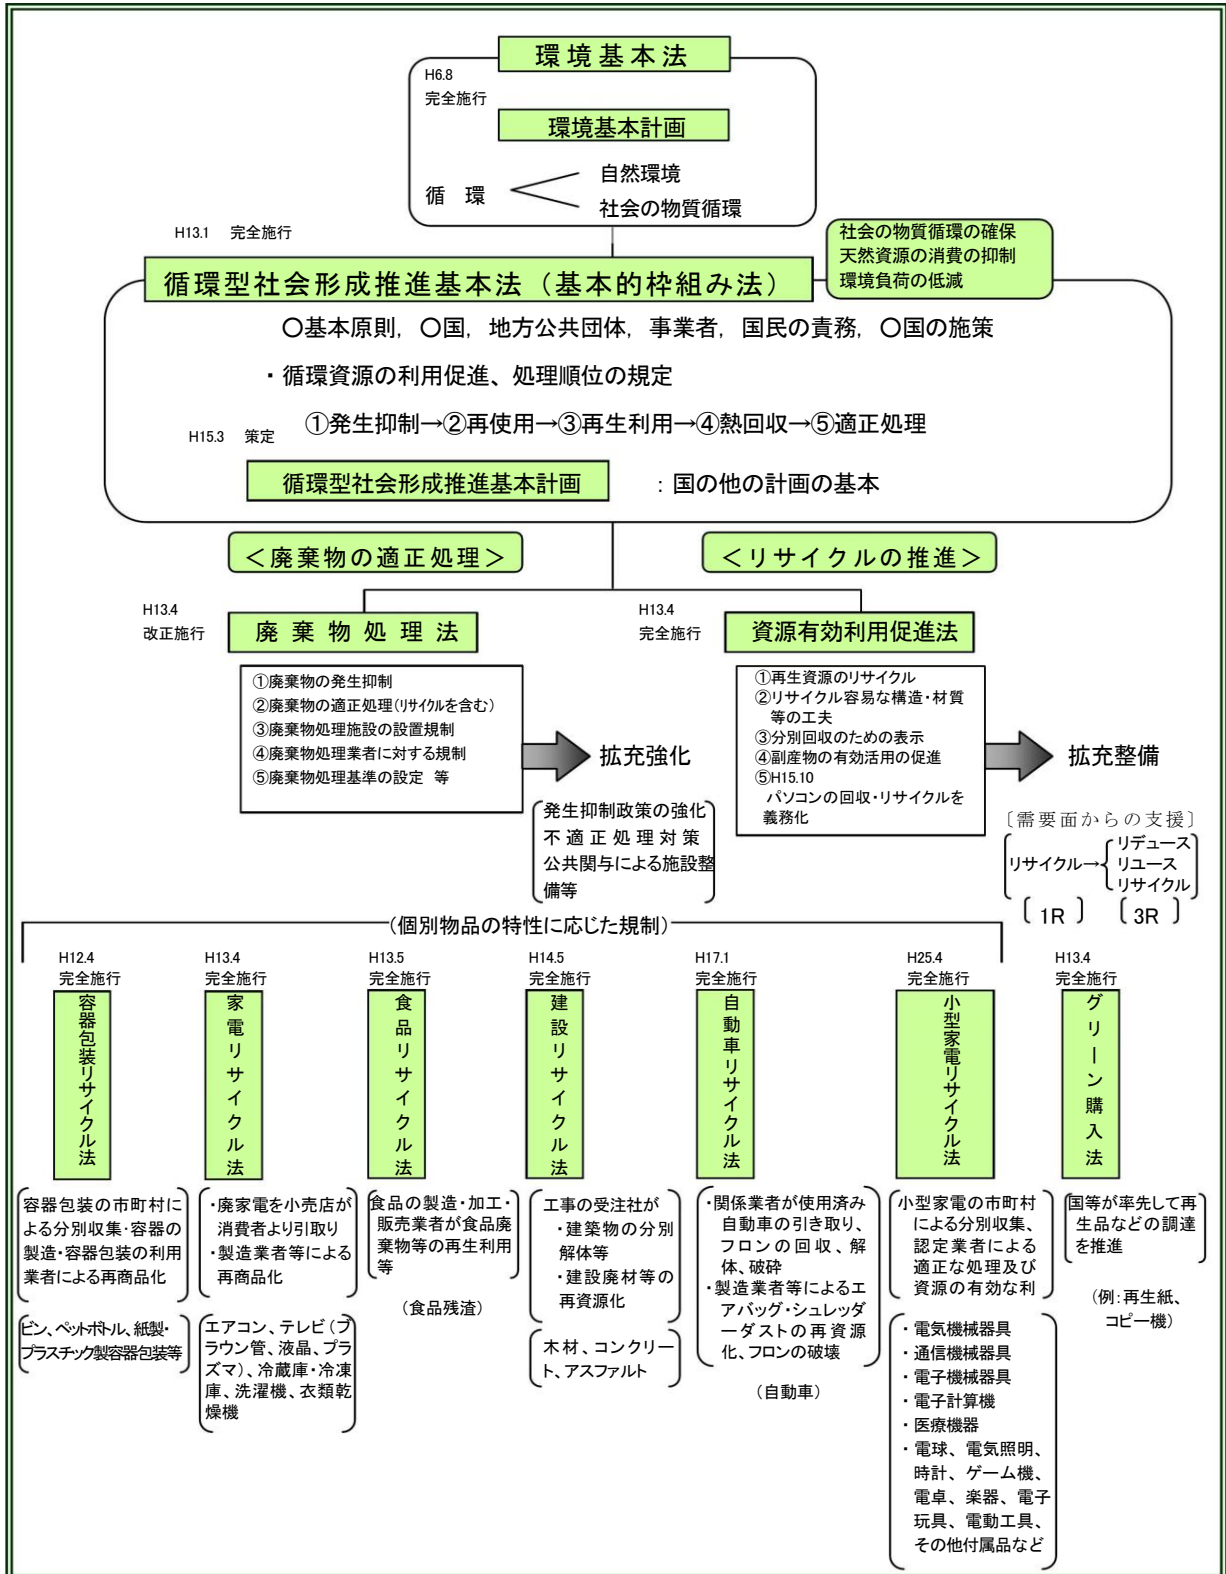 環境基本法
H6.8
完全施行
環境基本計画
循 環
自然環境
社会の物質循環
H13.1 完全施行
社会の物質循環の確保
天然資源の消費の抑制
環境負荷の低減
循環型社会形成推進基本法（基本的枠組み法）
○基本原則, ○国, 地方公共団体, 事業者, 国民の責務, ○国の施策
・循環資源の利用促進、処理順位の規定
①発生抑制→②再使用→③再生利用→④熱回収→⑤適正処理
H15.3 策定
循環型社会形成推進基本計画
：国の他の計画の基本
＜廃棄物の適正処理＞
＜リサイクルの推進＞
H13.4
改正施行
廃棄物処理法
H13.4
完全施行
資源有効利用促進法
①廃棄物の発生抑制
②廃棄物の適正処理(ﾘｻｲｸﾙを含む)
③廃棄物処理施設の設置規制
④廃棄物処理業者に対する規制
⑤廃棄物処理基準の設定 等
拡充強化
発生抑制政策の強化
不適正処理対策
公共関与による施設整
備等
①再生資源のリサイクル
②リサイクル容易な構造・材質
等の工夫
③分別回収のための表示
④副産物の有効活用の促進
⑤H15.10
パソコンの回収・リサイクルを
義務化
拡充整備
〔需要面からの支援〕
リサイクル→
リデュース
リユース
リサイクル
1R
3R
(個別物品の特性に応じた規制)
H12.4
完全施行
容器包装リサイクル法
容器包装の市町村に
よる分別収集・容器の
製造・容器包装の利用
業者による再商品化
ビン、ペットボトル、紙製・
プラスチック製容器包装等
H13.4
完全施行
家電リサイクル法
・廃家電を小売店が
消費者より引取り
・製造業者等による
再商品化
エアコン、テレビ（ブ
ラウン管、液晶、プラ
ズマ）、冷蔵庫・冷凍
庫、洗濯機、衣類乾
燥機
H13.5
完全施行
食品リサイクル法
食品の製造・加工・
販売業者が食品廃
棄物等の再生利用
等
（食品残渣）
H14.5
完全施行
建設リサイクル法
工事の受注社が
・建築物の分別
解体等
・建設廃材等の
再資源化
木材、コンクリー
ト、アスファルト
H17.1
完全施行
自動車リサイクル法
・関係業者が使用済み
自動車の引き取り、
フロンの回収、解
体、破砕
・製造業者等によるエ
アバッグ・シュレッダ
ーダストの再資源
化、フロンの破壊
（自動車）
H25.4
完全施行
小型家電リサイクル法
小型家電の市町村
による分別収集、
認定業者による
適正な処理及び
資源の有効な利
・電気機械器具
・通信機械器具
・電子機械器具
・電子計算機
・医療機器
・電球、電気照明、
時計、ゲーム機、
電卓、楽器、電子
玩具、電動工具、
その他付属品など
H13.4
完全施行
グリーン購入法
国等が率先して再
生品などの調達
を推進
（例：再生紙、
コピー機）